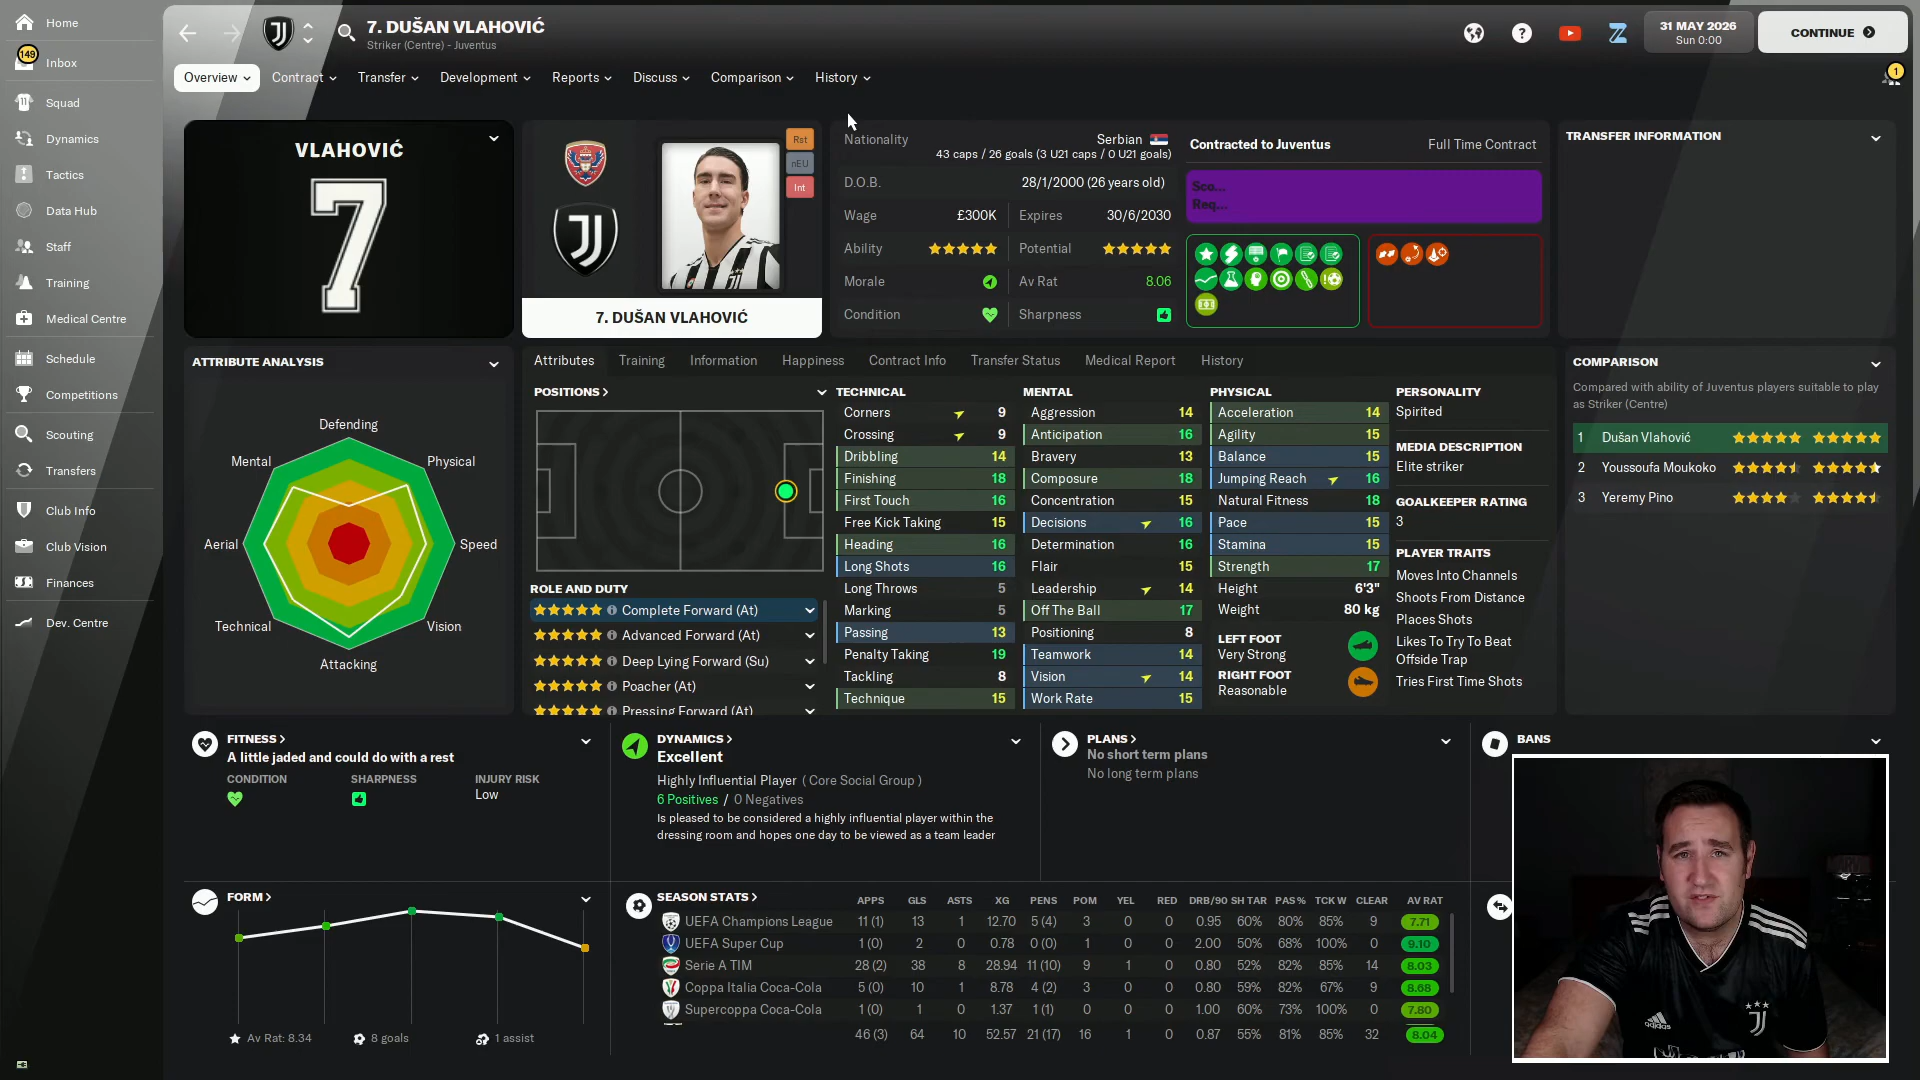 Home
149
Inbox
Squad
Dynamics
Tactics
Data Hub
Staff
Training
Medical Centre
Schedule
Competitions
Scouting
Transfers
Club Info
Club Vision
Finances
Dev. Centre
7. DUŠAN VLAHOVIĆ
Striker (Centre) - Juventus
31 MAY 2026
Sun 0:00
CONTINUE
Overview
Contract
Transfer
Development
Reports
Discuss
Comparison
History
1
VLAHOVIĆ
7
Rst
nEU
Int
7. DUŠAN VLAHOVIĆ
Nationality Serbian
43 caps / 26 goals (3 U21 caps / 0 U21 goals)
D.O.B. 28/1/2000 (26 years old)
Wage £300K Expires 30/6/2030
Ability Potential
Morale Av Rat 8.06
Condition Sharpness
Contracted to Juventus Full Time Contract
Sco...
Req...
TRANSFER INFORMATION
ATTRIBUTE ANALYSIS
Defending
Mental Physical
Aerial Speed
Technical Vision
Attacking
Attributes Training Information Happiness Contract Info Transfer Status Medical Report History
POSITIONS >
ROLE AND DUTY
Complete Forward (At)
Advanced Forward (At)
Deep Lying Forward (Su)
Poacher (At)
Pressing Forward (At)
TECHNICAL
Corners 9
Crossing 9
Dribbling 14
Finishing 18
First Touch 16
Free Kick Taking 15
Heading 16
Long Shots 16
Long Throws 5
Marking 5
Passing 13
Penalty Taking 19
Tackling 8
Technique 15
MENTAL
Aggression 14
Anticipation 16
Bravery 13
Composure 18
Concentration 15
Decisions 16
Determination 16
Flair 15
Leadership 14
Off The Ball 17
Positioning 8
Teamwork 14
Vision 14
Work Rate 15
PHYSICAL
Acceleration 14
Agility 15
Balance 15
Jumping Reach 16
Natural Fitness 18
Pace 15
Stamina 15
Strength 17
Height 6'3"
Weight 80 kg
LEFT FOOT
Very Strong
RIGHT FOOT
Reasonable
PERSONALITY
Spirited
MEDIA DESCRIPTION
Elite striker
GOALKEEPER RATING
3
PLAYER TRAITS
Moves Into Channels
Shoots From Distance
Places Shots
Likes To Try To Beat
Offside Trap
Tries First Time Shots
COMPARISON
Compared with ability of Juventus players suitable to play
as Striker (Centre)
1 Dušan Vlahović
2 Youssoufa Moukoko
3 Yeremy Pino
FITNESS >
A little jaded and could do with a rest
CONDITION SHARPNESS INJURY RISK
Low
DYNAMICS >
Excellent
Highly Influential Player ( Core Social Group )
6 Positives / 0 Negatives
Is pleased to be considered a highly influential player within the
dressing room and hopes one day to be viewed as a team leader
PLANS >
No short term plans
No long term plans
BANS
FORM >
Av Rat: 8.34 8 goals 1 assist
SEASON STATS > APPS GLS ASTS XG PENS POM YEL RED DRB/90 SH TAR PAS% TCK W CLEAR AV RAT
UEFA Champions League 11 (1) 13 1 12.70 5 (4) 3 0 0 0.95 60% 80% 85% 9 7.71
UEFA Super Cup 1 (0) 2 0 0.78 0 (0) 1 0 0 2.00 50% 68% 100% 0 9.10
Serie A TIM 28 (2) 38 8 28.94 11 (10) 9 1 0 0.80 52% 82% 85% 14 8.03
Coppa Italia Coca-Cola 5 (0) 10 1 8.78 4 (2) 3 0 0 0.80 59% 82% 67% 9 8.68
Supercoppa Coca-Cola 1 (0) 1 0 1.37 1 (1) 0 0 0 1.00 60% 73% 100% 0 7.80
46 (3) 64 10 52.57 21 (17) 16 1 0 0.87 55% 81% 85% 32 8.04
adidas